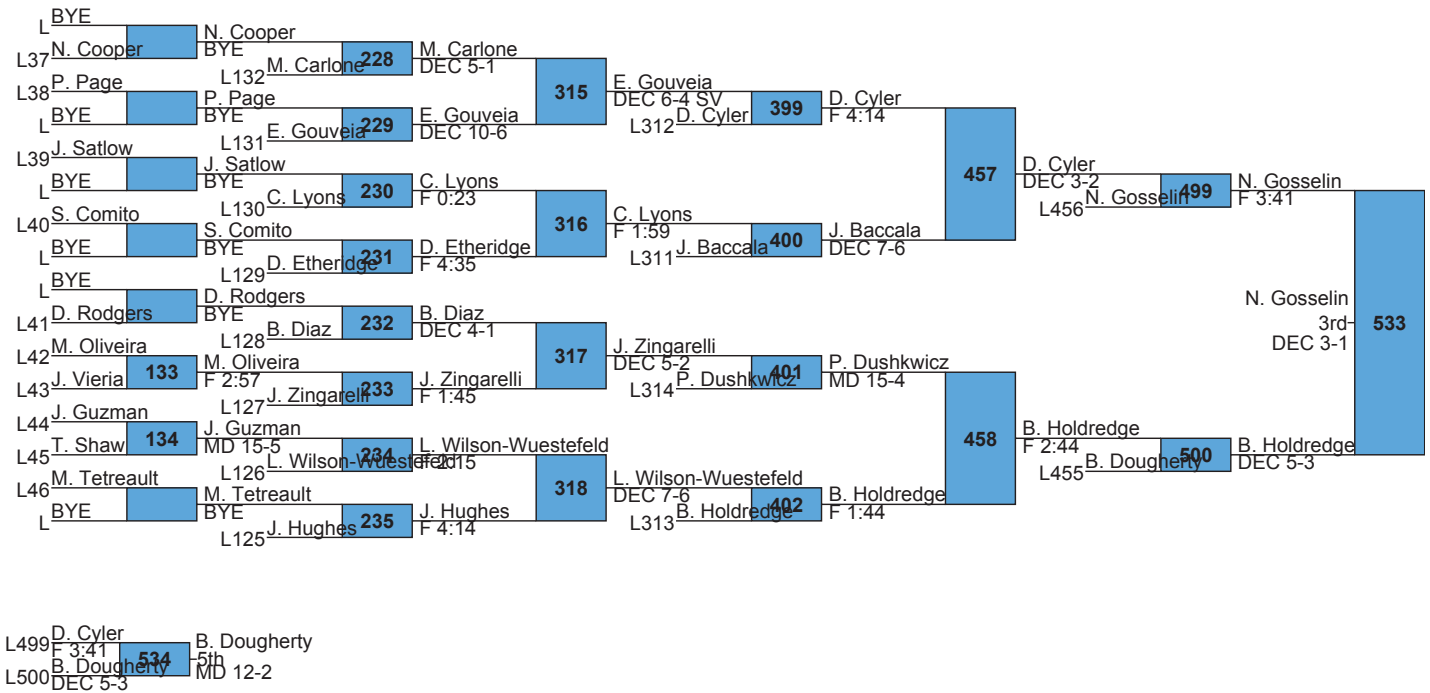 BYE
L
N. Cooper
L37
N. Cooper
BYE
P. Page
L38
BYE
L
P. Page
BYE
J. Satlow
L39
BYE
L
J. Satlow
BYE
S. Comito
L40
BYE
L
S. Comito
BYE
BYE
L
D. Rodgers
L41
D. Rodgers
BYE
M. Oliveira
L42
J. Vieria
L43
133
M. Oliveira
F 2:57
J. Guzman
L44
T. Shaw
L45
134
J. Guzman
MD 15-5
M. Tetreault
L46
BYE
L
M. Tetreault
BYE
M. Carlone
L132
228
M. Carlone
DEC 5-1
E. Gouveia
L131
229
E. Gouveia
DEC 10-6
C. Lyons
L130
230
C. Lyons
F 0:23
D. Etheridge
L129
231
D. Etheridge
F 4:35
B. Diaz
L128
232
B. Diaz
DEC 4-1
J. Zingarelli
L127
233
J. Zingarelli
F 1:45
L. Wilson-Wuestefeld
L126
234
L. Wilson-Wuestefeld
F 2:15
J. Hughes
L125
235
J. Hughes
F 4:14
315
E. Gouveia
DEC 6-4 SV
316
C. Lyons
F 1:59
317
J. Zingarelli
DEC 5-2
318
L. Wilson-Wuestefeld
DEC 7-6
D. Cyler
L312
399
D. Cyler
F 4:14
J. Baccala
L311
400
J. Baccala
DEC 7-6
P. Dushkwicz
L314
401
P. Dushkwicz
MD 15-4
B. Holdredge
L313
402
B. Holdredge
F 1:44
457
D. Cyler
DEC 3-2
458
B. Holdredge
F 2:44
N. Gosselin
L456
499
N. Gosselin
F 3:41
B. Dougherty
L455
500
B. Holdredge
DEC 5-3
N. Gosselin
3rd
DEC 3-1
533
D. Cyler
L499
F 3:41
B. Dougherty
L500
DEC 5-3
534
B. Dougherty
5th
MD 12-2